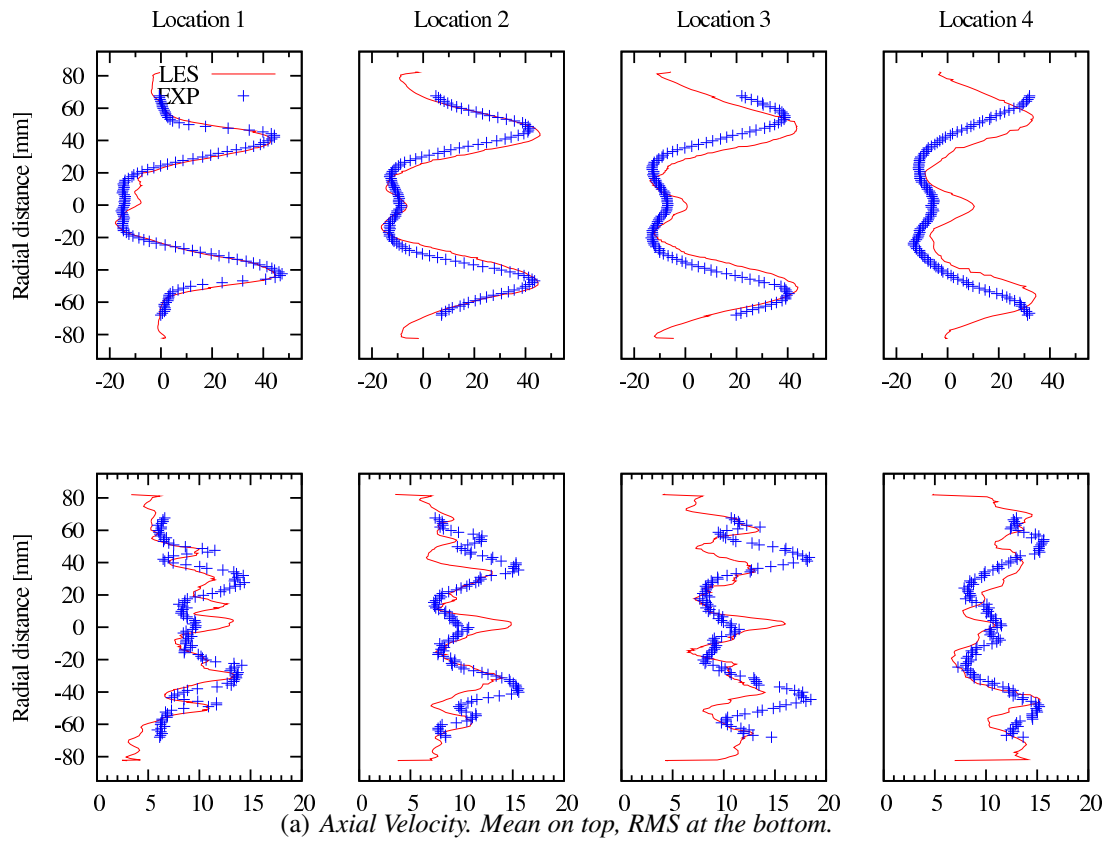 Location 1 Location 2 Location 3 Location 4
Radial distance [mm]
80
60
40
20
0
-20
-40
-60
-80
LES
EXP
-20 0 20 40 -20 0 20 40 -20 0 20 40 -20 0 20 40
Radial distance [mm]
80
60
40
20
0
-20
-40
-60
-80
0 5 10 15 20 0 5 10 15 20 0 5 10 15 20 0 5 10 15 20
(a) Axial Velocity. Mean on top, RMS at the bottom.